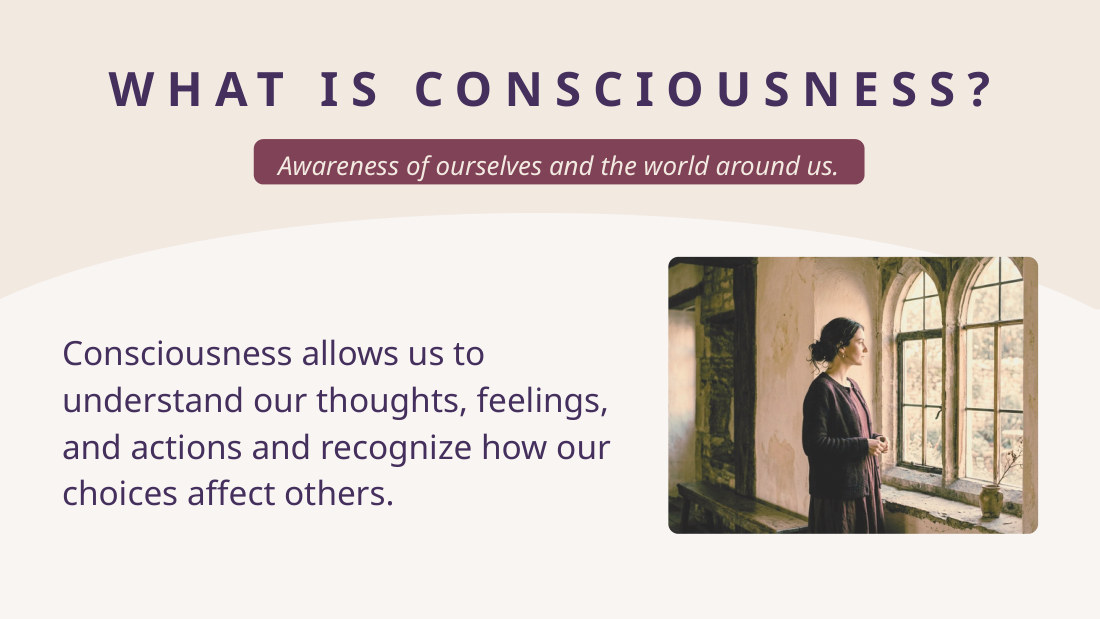 WHAT IS CONSCIOUSNESS?
Awareness of ourselves and the world around us.
Consciousness allows us to
understand our thoughts, feelings,
and actions and recognize how our
choices affect others.